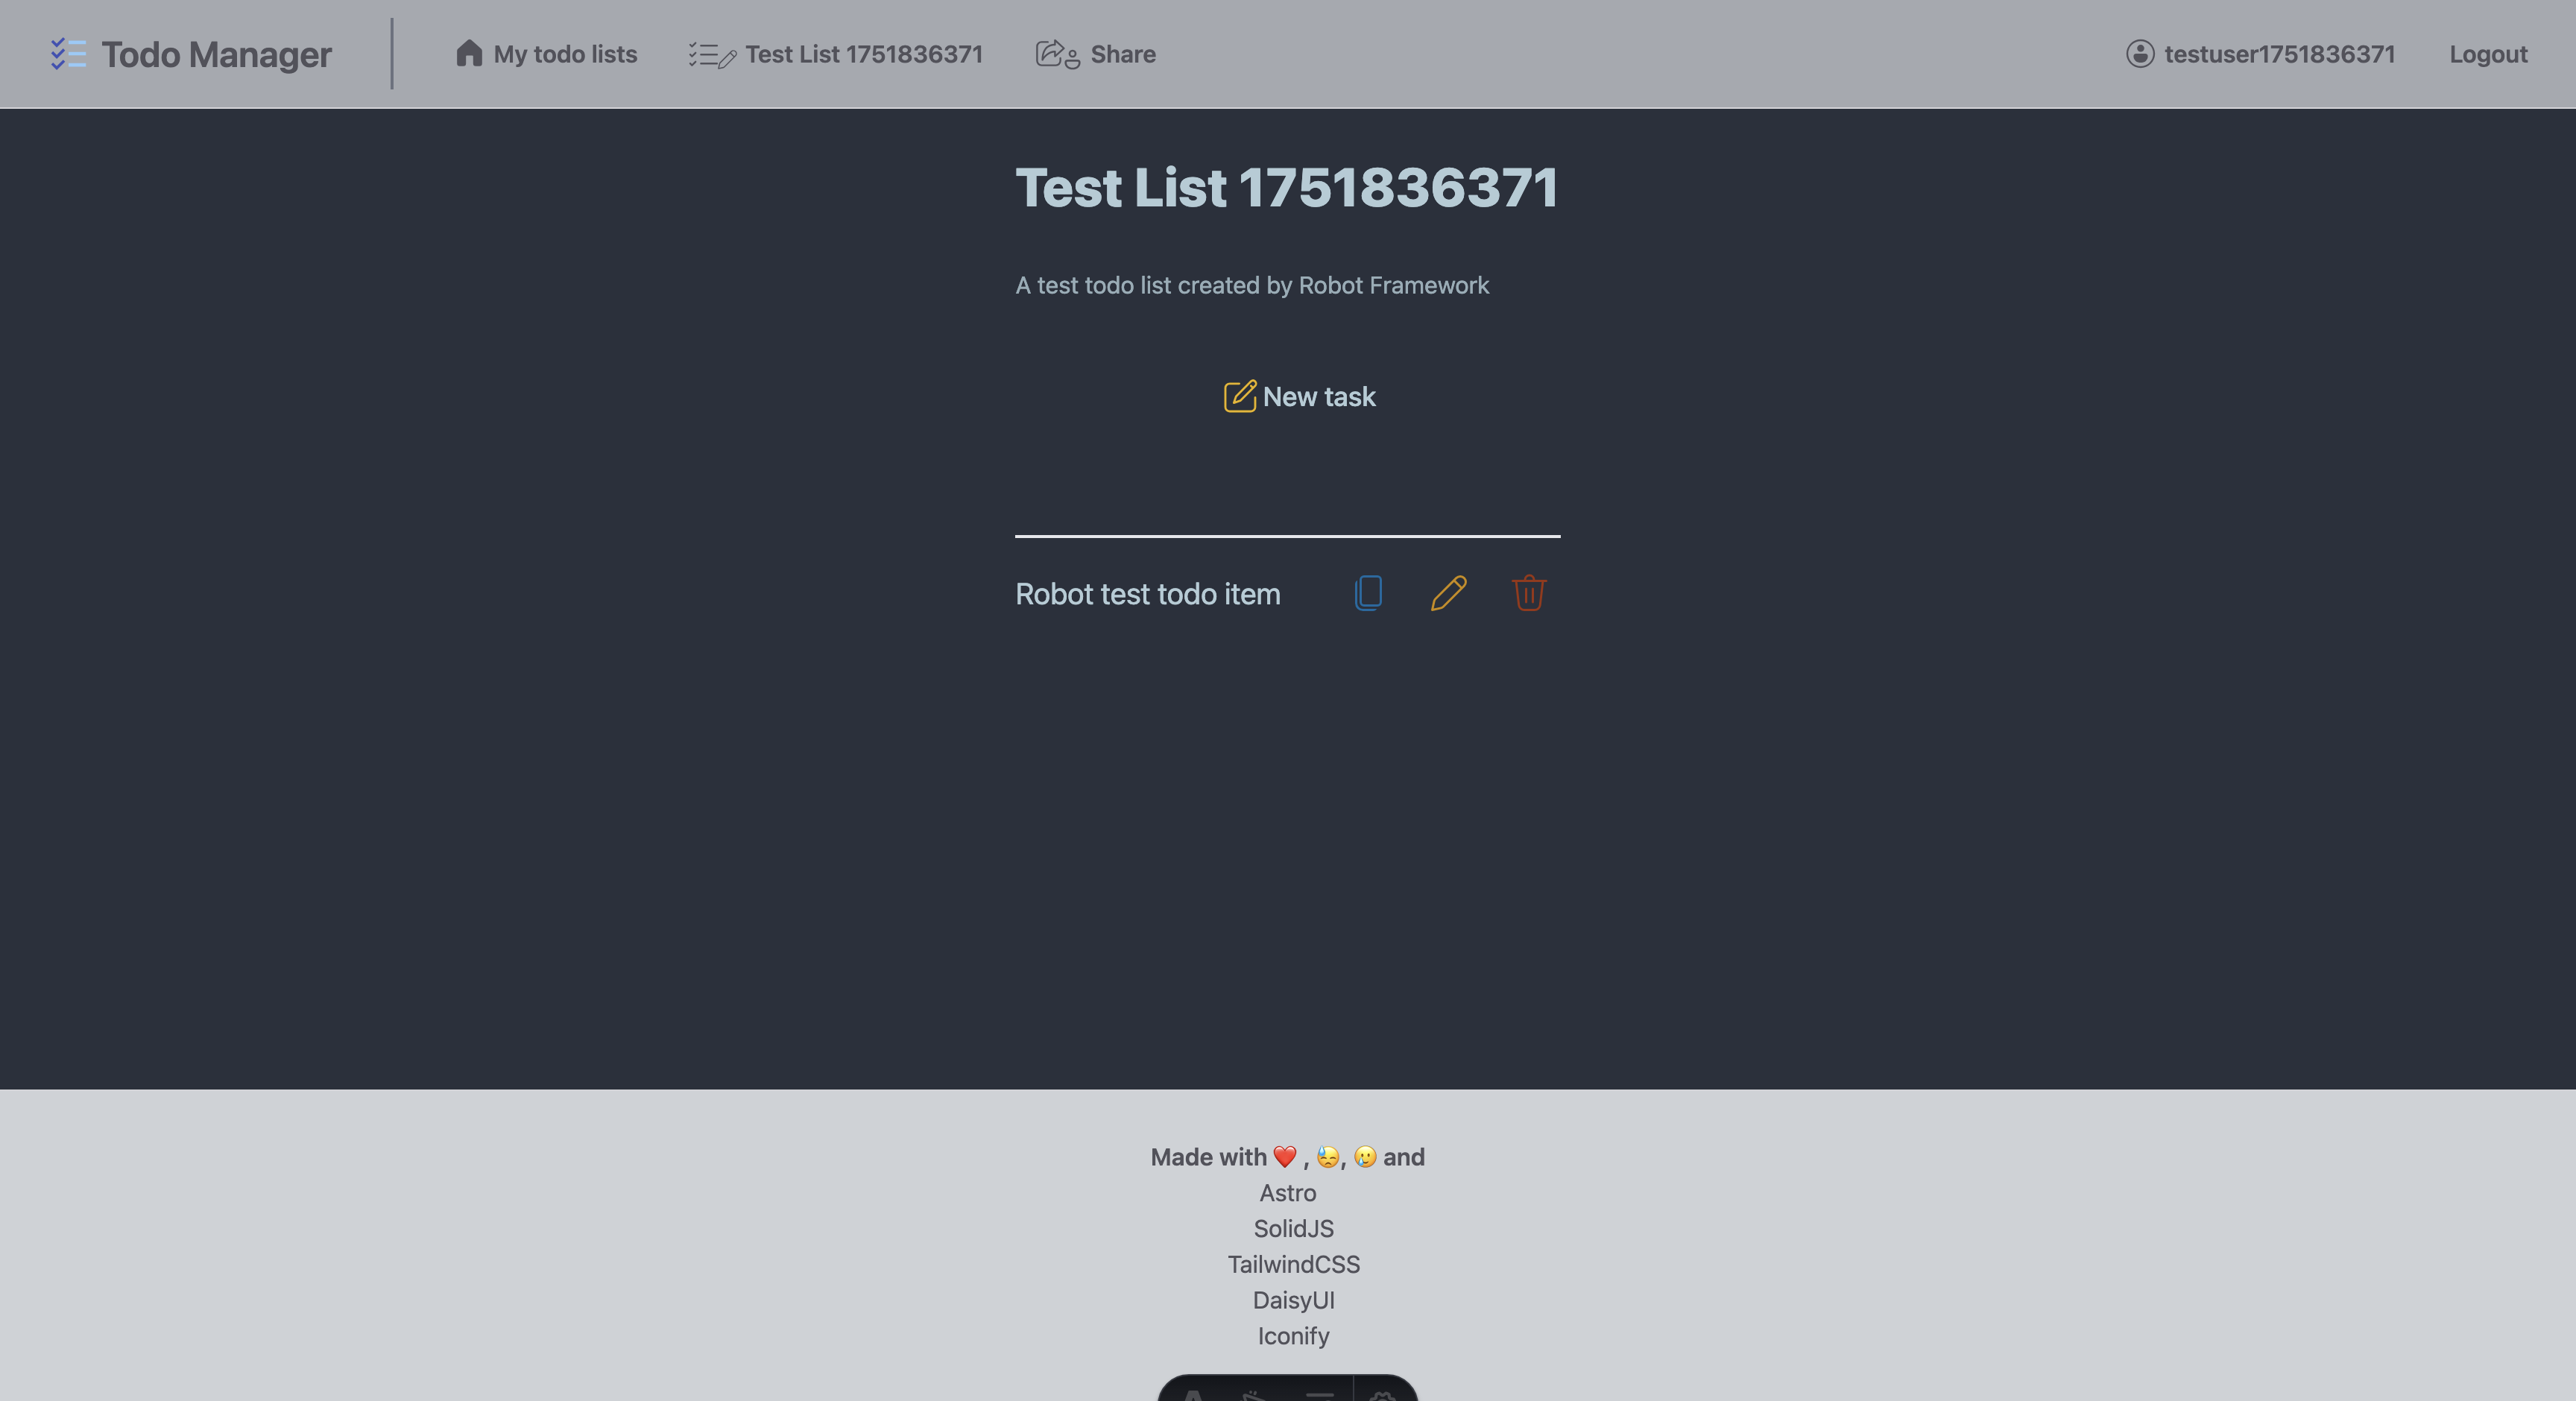 Todo Manager
My todo lists
Test List 1751836371
Share
testuser1751836371
Logout
Test List 1751836371
A test todo list created by Robot Framework
New task
Robot test todo item
Made with ❤️ , 😓, 🥲 and
Astro
SolidJS
TailwindCSS
DaisyUI
Iconify